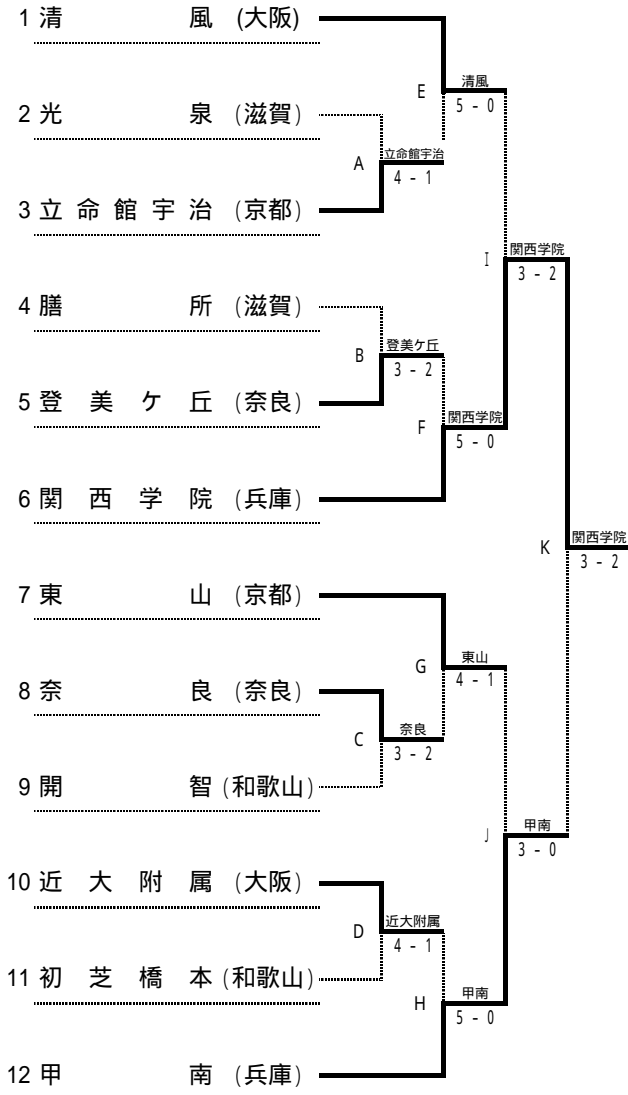 1 清 風 (大阪)
清風
E
5 - 0
2 光 泉 (滋賀)
立命館宇治
A
4 - 1
3 立 命 館 宇 治 (京都)
関西学院
I
3 - 2
4 膳 所 (滋賀)
登美ケ丘
B
3 - 2
5 登 美 ケ 丘 (奈良)
関西学院
F
5 - 0
6 関 西 学 院 (兵庫)
関西学院
K
3 - 2
7 東 山 (京都)
東山
G
4 - 1
8 奈 良 (奈良)
奈良
C
3 - 2
9 開 智 (和歌山)
甲南
J
3 - 0
10 近 大 附 属 (大阪)
近大附属
D
4 - 1
11 初 芝 橋 本 (和歌山)
甲南
H
5 - 0
12 甲 南 (兵庫)